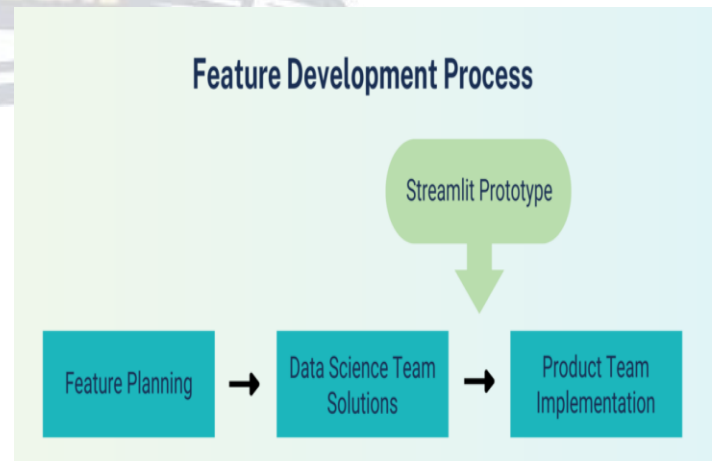 Feature Development Process
Streamlit Prototype
Feature Planning
Data Science Team
Solutions
Product Team
Implementation